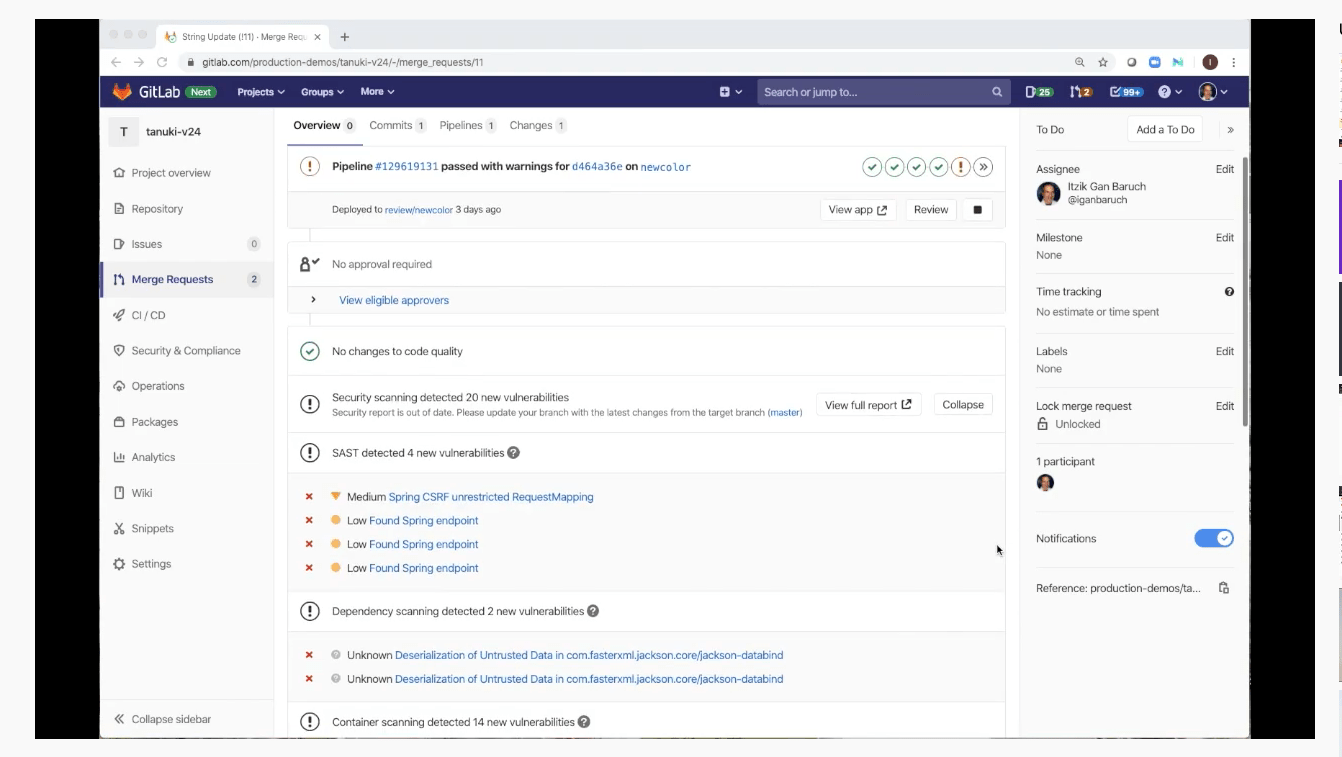 String Update (!11) · Merge Requ
gitlab.com/production-demos/tanuki-v24/-/merge_requests/11
GitLab Next Projects Groups More Search or jump to... 25 2 99+
T tanuki-v24
Project overview
Repository
Issues 0
Merge Requests 2
CI / CD
Security & Compliance
Operations
Packages
Analytics
Wiki
Snippets
Settings
Collapse sidebar
Overview 0 Commits 1 Pipelines 1 Changes 1
Pipeline #129619131 passed with warnings for d464a36e on newcolor
Deployed to review/newcolor 3 days ago View app Review
No approval required
View eligible approvers
No changes to code quality
Security scanning detected 20 new vulnerabilities
Security report is out of date. Please update your branch with the latest changes from the target branch (master)
View full report Collapse
SAST detected 4 new vulnerabilities
Medium Spring CSRF unrestricted RequestMapping
Low Found Spring endpoint
Low Found Spring endpoint
Low Found Spring endpoint
Dependency scanning detected 2 new vulnerabilities
Unknown Deserialization of Untrusted Data in com.fasterxml.jackson.core/jackson-databind
Unknown Deserialization of Untrusted Data in com.fasterxml.jackson.core/jackson-databind
Container scanning detected 14 new vulnerabilities
To Do Add a To Do
Assignee Edit
Itzik Gan Baruch
@iganbaruch
Milestone Edit
None
Time tracking
No estimate or time spent
Labels Edit
None
Lock merge request Edit
Unlocked
1 participant
Notifications
Reference: production-demos/ta...